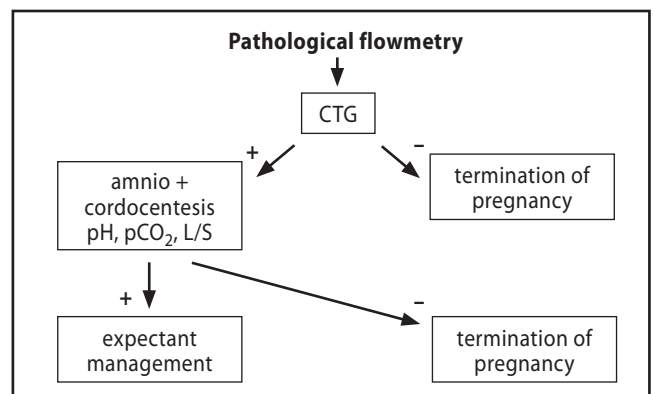 Pathological flowmetry
CTG
+
–
amnio +
cordocentesis
pH, pCO₂, L/S
termination of
pregnancy
+
–
expectant
management
termination of
pregnancy